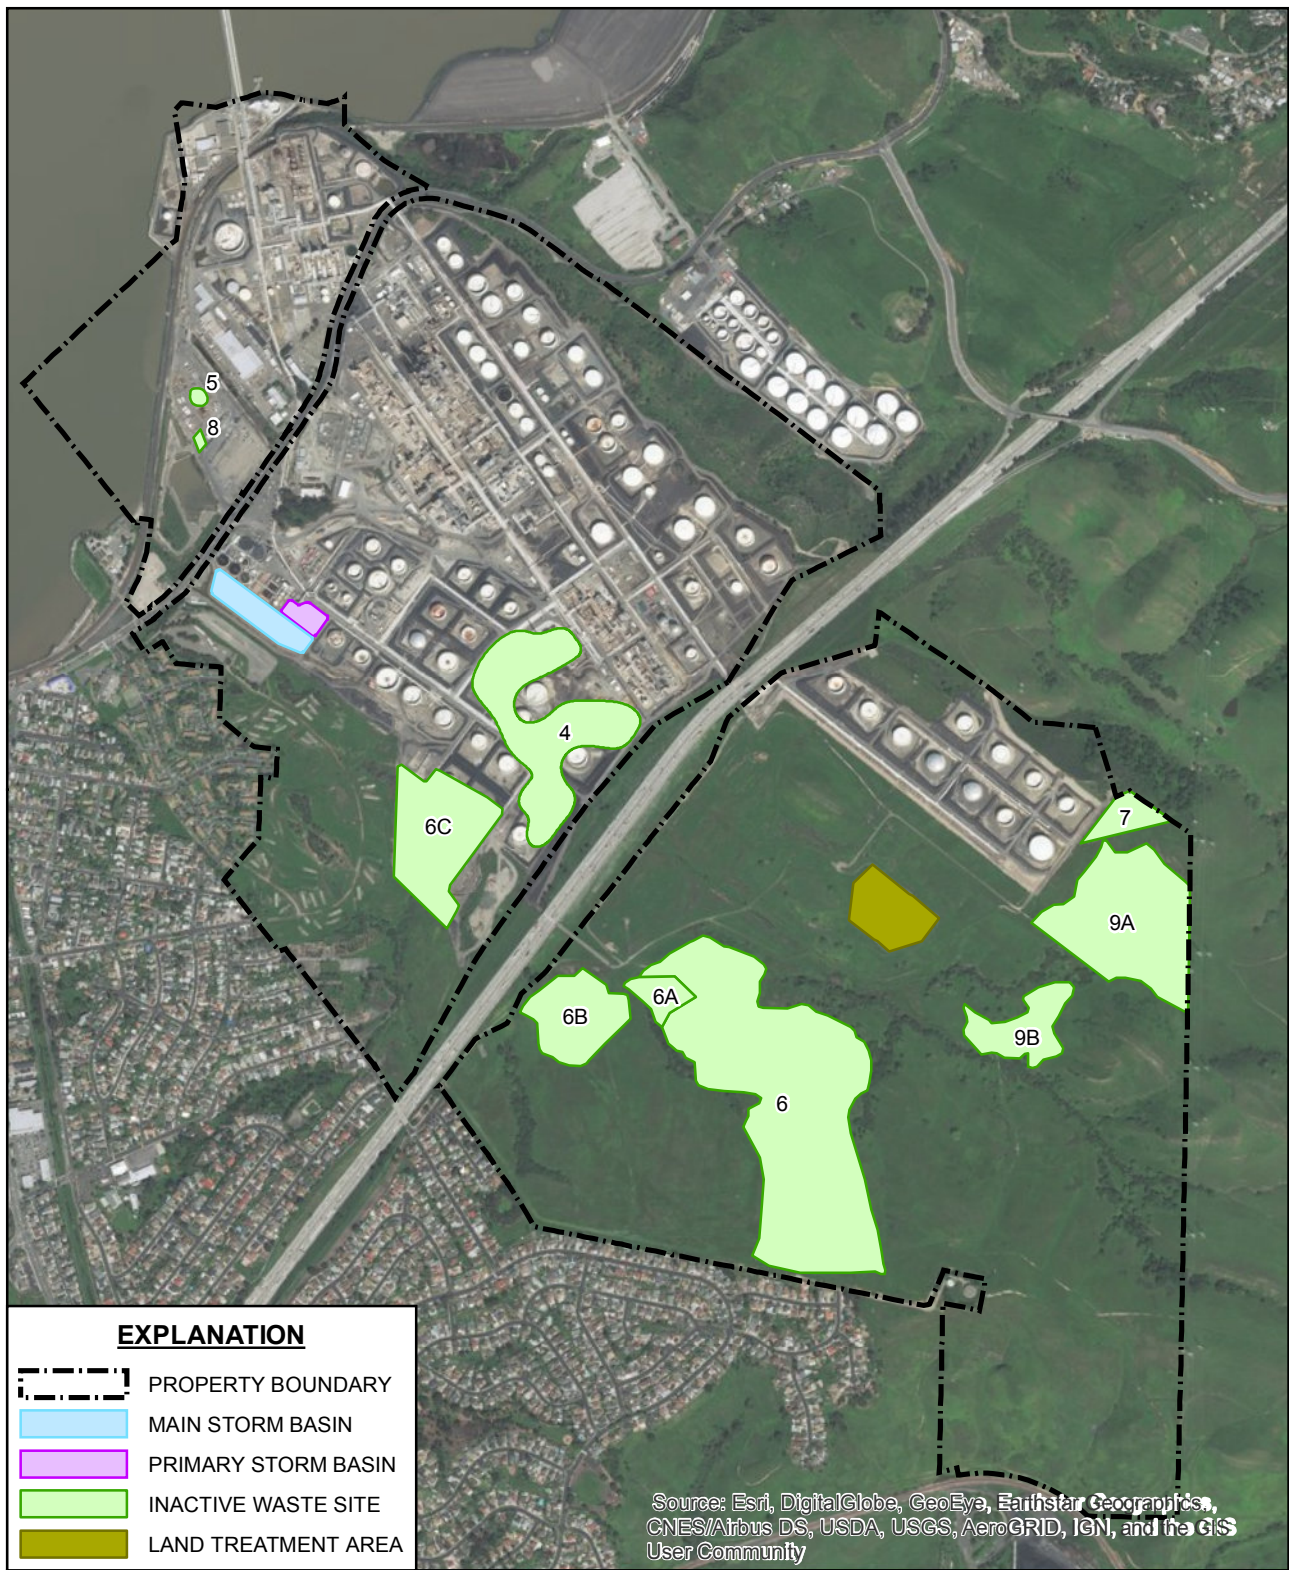 5
8
4
6C
7
9A
6A
6B
9B
6
EXPLANATION
PROPERTY BOUNDARY
MAIN STORM BASIN
PRIMARY STORM BASIN
INACTIVE WASTE SITE
LAND TREATMENT AREA
Source: Esri, DigitalGlobe, GeoEye, Earthstar Geographics,
CNES/Airbus DS, USDA, USGS, AeroGRID, IGN, and the GIS
User Community